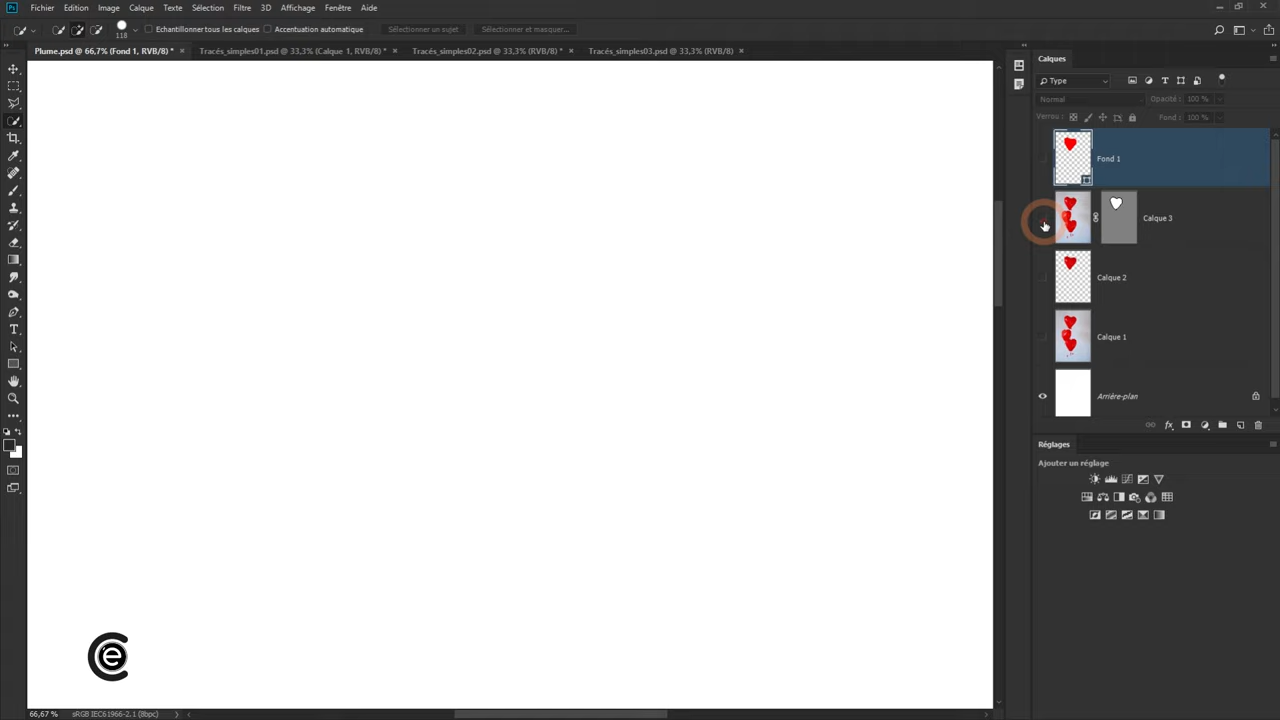 Ps Fichier Edition Image Calque Texte Sélection Filtre 3D Affichage Fenêtre Aide
118 Echantillonner tous les calques Accentuation automatique Sélectionner un sujet Sélectionner et masquer...
Plume.psd @ 66,7% (Fond 1, RVB/8) * × Tracés_simples01.psd @ 33,3% (Calque 1, RVB/8) * × Tracés_simples02.psd @ 33,3% (RVB/8) * × Tracés_simples03.psd @ 33,3% (RVB/8) ×
Calques
Type
Normal Opacité : 100 %
Verrou : Fond : 100 %
Fond 1
Calque 3
Calque 2
Calque 1
Arrière-plan
fx
Réglages
Ajouter un réglage
e
66,67 % sRGB IEC61966-2.1 (8bpc)